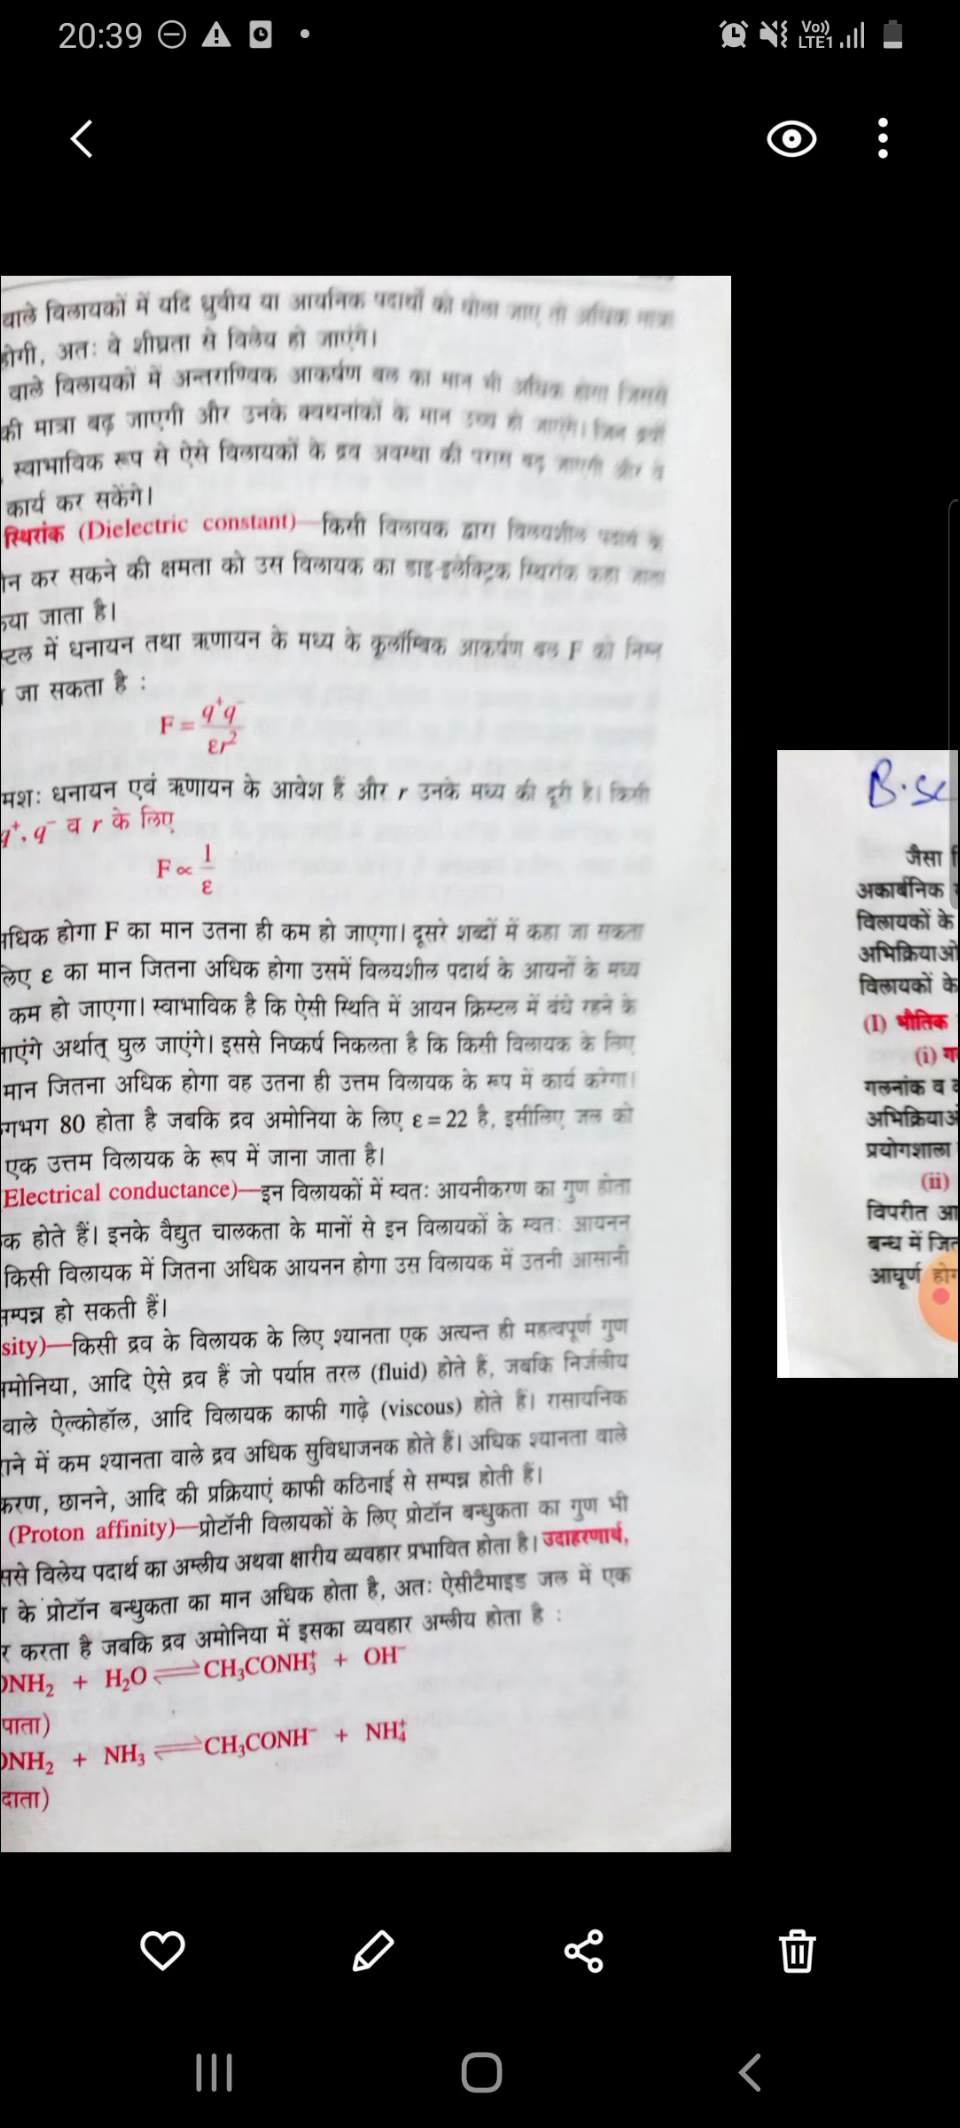 20:39
Vo))
LTE1
वाले विलायकों में यदि ध्रुवीय या आयनिक पदार्थों को घोला जाए तो अधिक मात्रा
होगी, अतः वे शीघ्रता से विलेय हो जाएंगे।
वाले विलायकों में अन्तराण्विक आकर्षण बल का मान भी अधिक होगा जिससे
की मात्रा बढ़ जाएगी और उनके क्वथनांकों के मान उच्च हो जाएंगे। जिन द्रवों
स्वाभाविक रूप से ऐसे विलायकों के द्रव अवस्था की परास बढ़ जाएगी और वे
कार्य कर सकेंगे।
स्थिरांक (Dielectric constant)—किसी विलायक द्वारा विलयशील पदार्थ के
कर सकने की क्षमता को उस विलायक का डाइ-इलेक्ट्रिक स्थिरांक कहा जाता
जाता है।
में धनायन तथा ऋणायन के मध्य के कूलॉम्बिक आकर्षण बल F को निम्न
जा सकता है :
F = q⁺q⁻/εr²
मशः धनायन एवं ऋणायन के आवेश हैं और r उनके मध्य की दूरी है। किसी
q⁺, q⁻ व r के लिए
F ∝ 1/ε
धिक होगा F का मान उतना ही कम हो जाएगा। दूसरे शब्दों में कहा जा सकता
लिए ε का मान जितना अधिक होगा उसमें विलयशील पदार्थ के आयनों के मध्य
कम हो जाएगा। स्वाभाविक है कि ऐसी स्थिति में आयन क्रिस्टल में बंधे रहने के
जाएंगे अर्थात् घुल जाएंगे। इससे निष्कर्ष निकलता है कि किसी विलायक के लिए
मान जितना अधिक होगा वह उतना ही उत्तम विलायक के रूप में कार्य करेगा।
गभग 80 होता है जबकि द्रव अमोनिया के लिए ε = 22 है, इसीलिए जल को
एक उत्तम विलायक के रूप में जाना जाता है।
Electrical conductance)—इन विलायकों में स्वतः आयनीकरण का गुण होता
क होते हैं। इनके वैद्युत चालकता के मानों से इन विलायकों के स्वतः आयनन
किसी विलायक में जितना अधिक आयनन होगा उस विलायक में उतनी आसानी
सम्पन्न हो सकती हैं।
sity)—किसी द्रव के विलायक के लिए श्यानता एक अत्यन्त ही महत्वपूर्ण गुण
मोनिया, आदि ऐसे द्रव हैं जो पर्याप्त तरल (fluid) होते हैं, जबकि निर्जलीय
वाले ऐल्कोहॉल, आदि विलायक काफी गाढ़े (viscous) होते हैं। रासायनिक
ाने में कम श्यानता वाले द्रव अधिक सुविधाजनक होते हैं। अधिक श्यानता वाले
करण, छानने, आदि की प्रक्रियाएं काफी कठिनाई से सम्पन्न होती हैं।
(Proton affinity)—प्रोटॉनी विलायकों के लिए प्रोटॉन बन्धुकता का गुण भी
ससे विलेय पदार्थ का अम्लीय अथवा क्षारीय व्यवहार प्रभावित होता है। उदाहरणार्थ,
के प्रोटॉन बन्धुकता का मान अधिक होता है, अतः ऐसीटैमाइड जल में एक
र करता है जबकि द्रव अमोनिया में इसका व्यवहार अम्लीय होता है :
ONH₂ + H₂O ⇌ CH₃CONH₃⁺ + OH⁻
पाता)
ONH₂ + NH₃ ⇌ CH₃CONH⁻ + NH₄⁺
दाता)
B.Sc
जैसा
अकार्बनिक
विलायकों के
अभिक्रियाओं
विलायकों के
(I) भौतिक
(i) ग
गलनांक व
अभिक्रियाओं
प्रयोगशाला
(ii)
विपरीत आ
बन्ध में जित
आघूर्ण होग